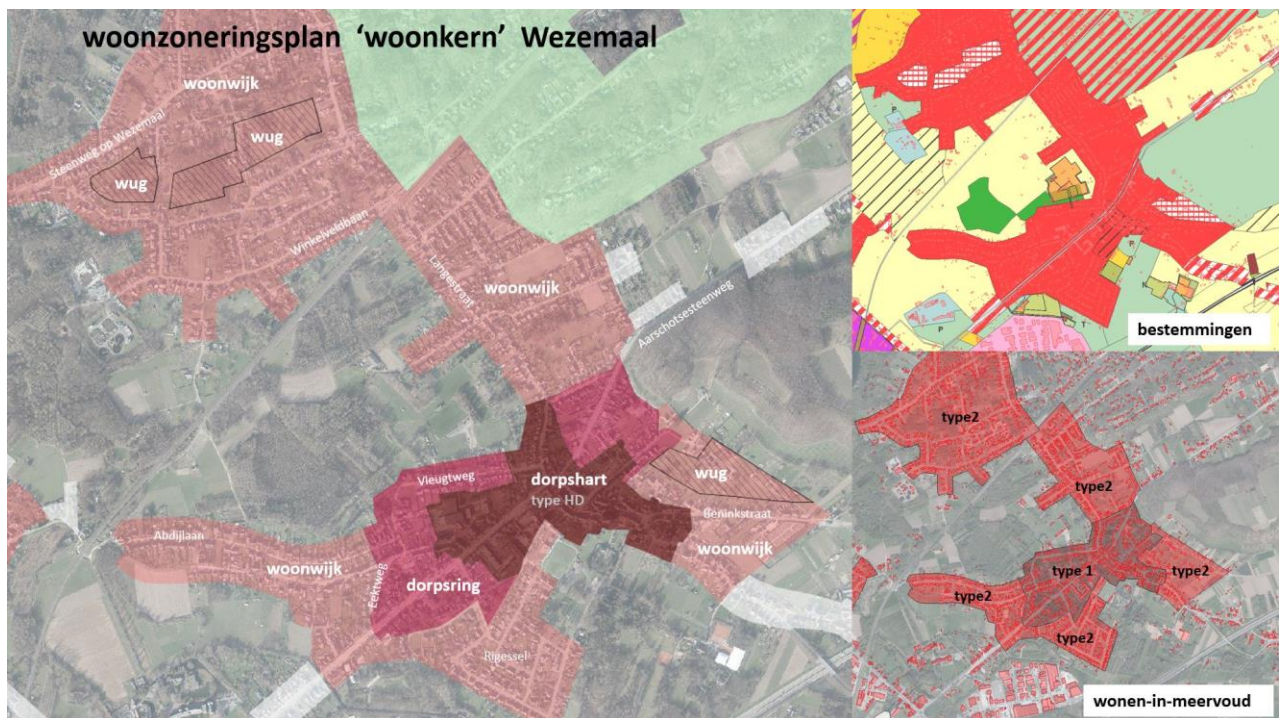 woonzoneringsplan 'woonkern' Wezemaal
woonwijk
wug
Steenweg op Wezemaal
wug
Winkelveldbaan
Langestraat
woonwijk
Aarschotsesteenweg
Vleugtweg
dorpshart
type HD
wug
Beninkstraat
woonwijk
Abdijlaan
woonwijk
Eektweg
dorpsring
Rigessel
P
P
K
T
P
bestemmingen
type2
type2
type 1
type2
type2
type2
wonen-in-meervoud